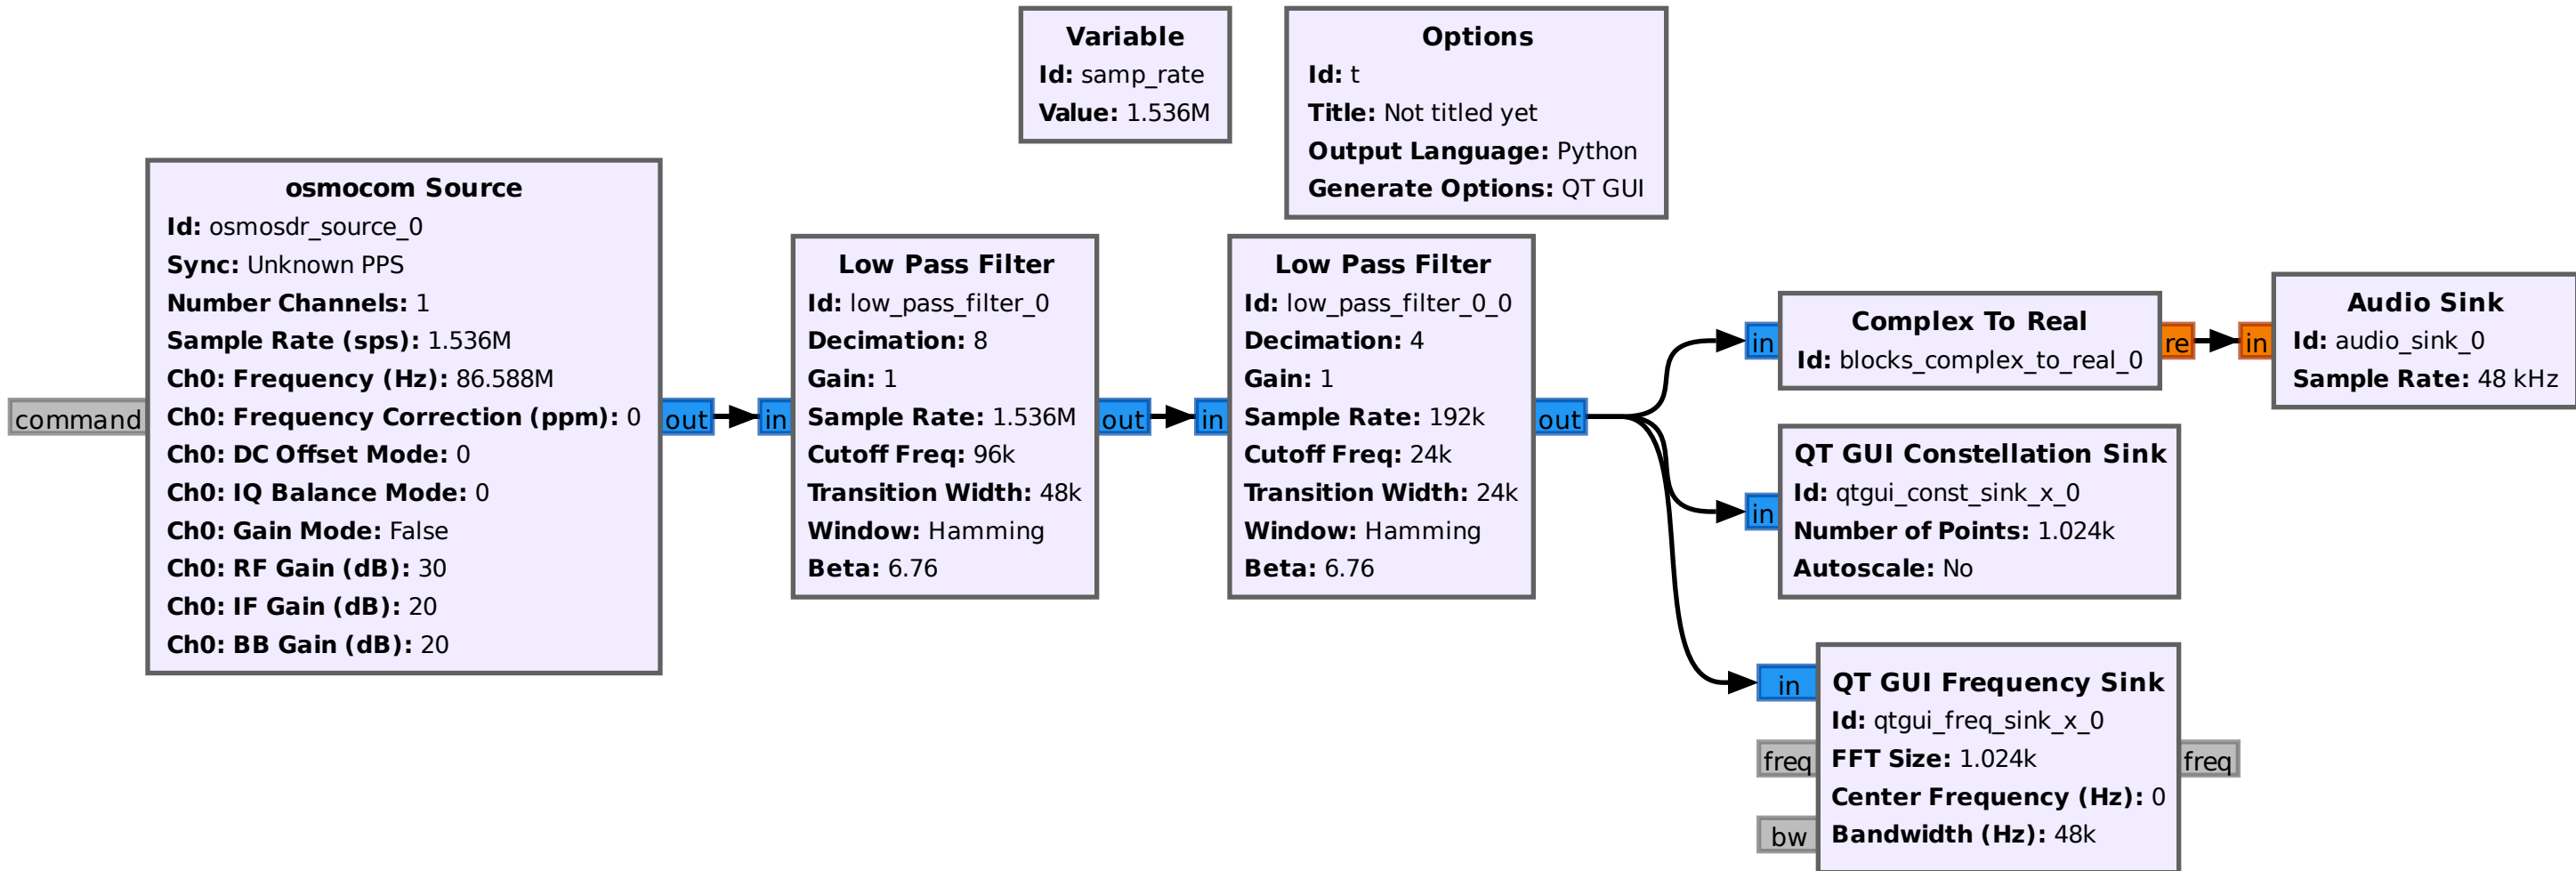 Variable
Id: samp_rate
Value: 1.536M
Options
Id: t
Title: Not titled yet
Output Language: Python
Generate Options: QT GUI
osmocom Source
Id: osmosdr_source_0
Sync: Unknown PPS
Number Channels: 1
Sample Rate (sps): 1.536M
Ch0: Frequency (Hz): 86.588M
Ch0: Frequency Correction (ppm): 0
Ch0: DC Offset Mode: 0
Ch0: IQ Balance Mode: 0
Ch0: Gain Mode: False
Ch0: RF Gain (dB): 30
Ch0: IF Gain (dB): 20
Ch0: BB Gain (dB): 20
command
out
in
Low Pass Filter
Id: low_pass_filter_0
Decimation: 8
Gain: 1
Sample Rate: 1.536M
Cutoff Freq: 96k
Transition Width: 48k
Window: Hamming
Beta: 6.76
out
in
Low Pass Filter
Id: low_pass_filter_0_0
Decimation: 4
Gain: 1
Sample Rate: 192k
Cutoff Freq: 24k
Transition Width: 24k
Window: Hamming
Beta: 6.76
out
in
Complex To Real
Id: blocks_complex_to_real_0
re
in
Audio Sink
Id: audio_sink_0
Sample Rate: 48 kHz
in
QT GUI Constellation Sink
Id: qtgui_const_sink_x_0
Number of Points: 1.024k
Autoscale: No
in
freq
bw
QT GUI Frequency Sink
Id: qtgui_freq_sink_x_0
FFT Size: 1.024k
Center Frequency (Hz): 0
Bandwidth (Hz): 48k
freq